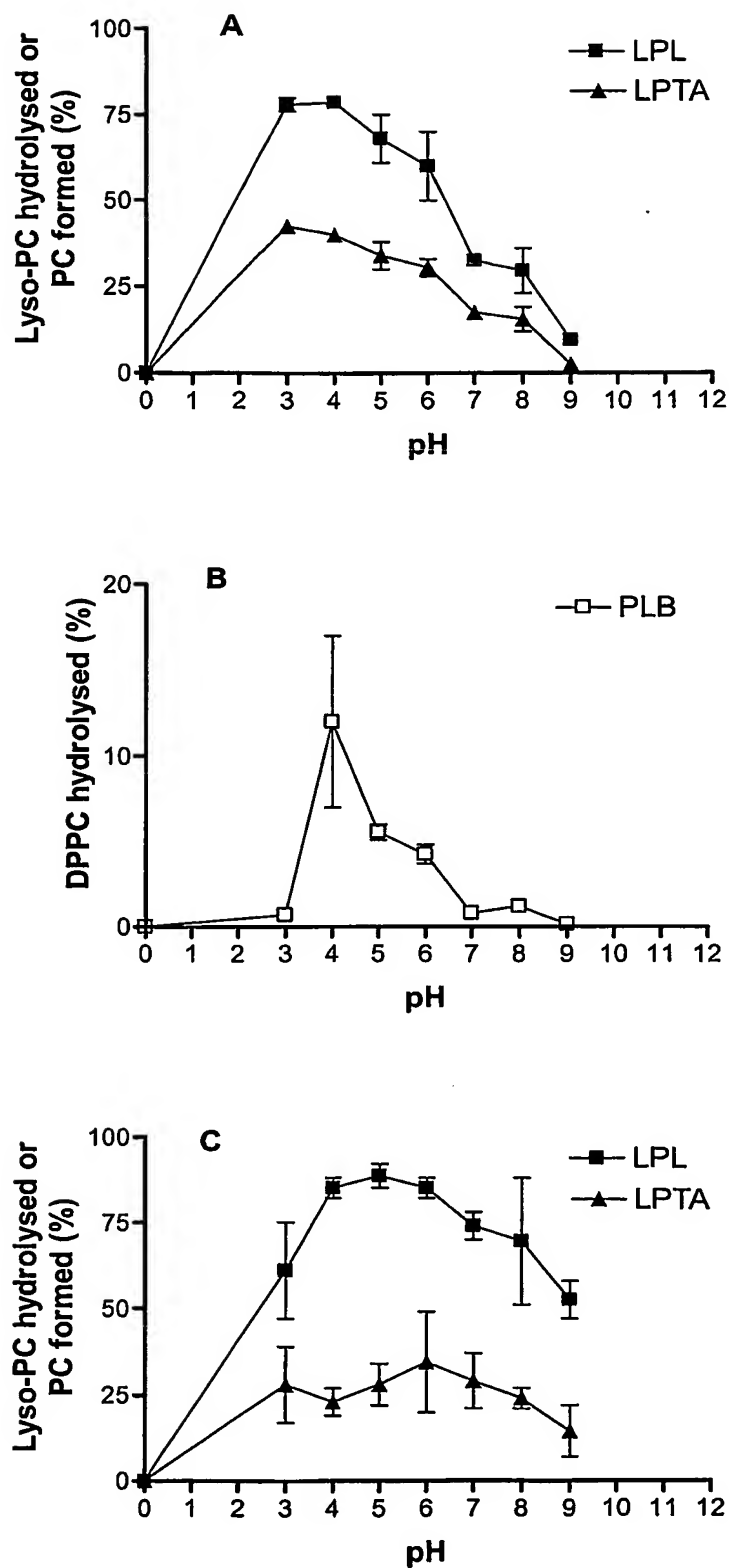 A
LPL
LPTA
Lyso-PC hydrolysed or
PC formed (%)
100
75
50
25
0
0 1 2 3 4 5 6 7 8 9 10 11 12
pH
B
PLB
DPPC hydrolysed (%)
20
10
0
0 1 2 3 4 5 6 7 8 9 10 11 12
pH
C
LPL
LPTA
Lyso-PC hydrolysed or
PC formed (%)
100
75
50
25
0
0 1 2 3 4 5 6 7 8 9 10 11 12
pH